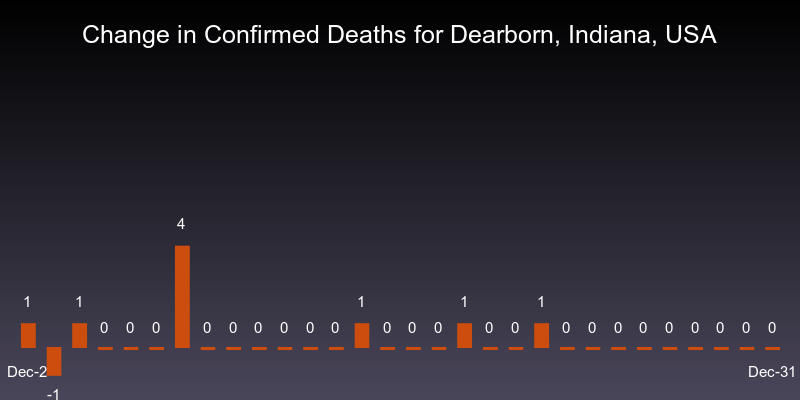 Change in Confirmed Deaths for Dearborn, Indiana, USA
4
1 1 1 1 1
0 0 0 0 0 0 0 0 0 0 0 0 0 0 0 0 0 0 0 0 0 0 0
Dec-2 Dec-31
-1